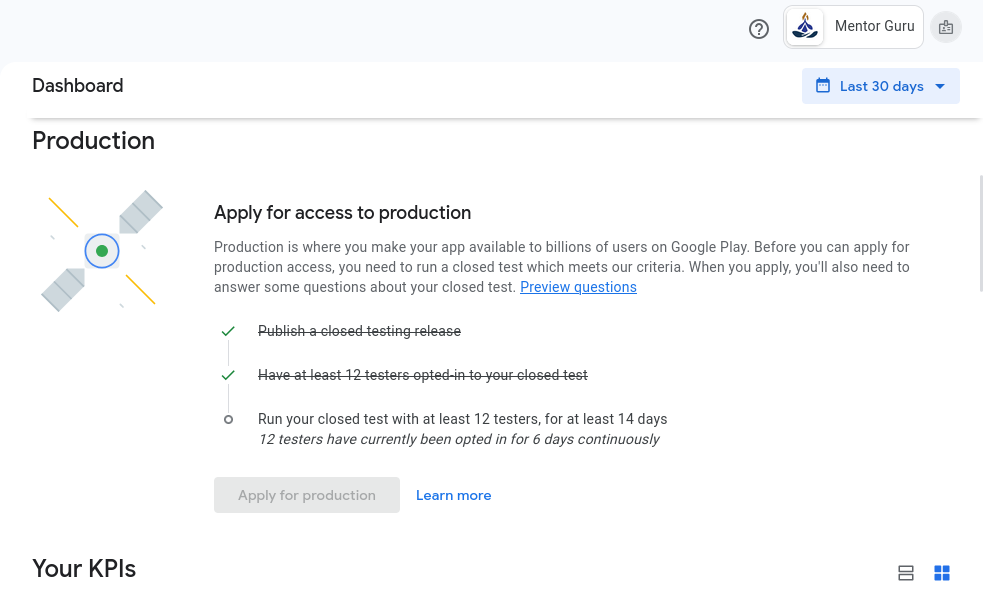 Mentor Guru
Dashboard
Last 30 days
Production
Apply for access to production
Production is where you make your app available to billions of users on Google Play. Before you can apply for
production access, you need to run a closed test which meets our criteria. When you apply, you'll also need to
answer some questions about your closed test. Preview questions
Publish a closed testing release
Have at least 12 testers opted-in to your closed test
Run your closed test with at least 12 testers, for at least 14 days
12 testers have currently been opted in for 6 days continuously
Apply for production
Learn more
Your KPIs